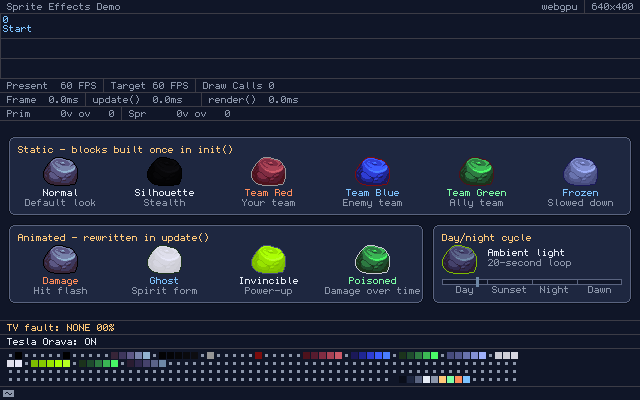 Sprite Effects Demo webgpu 640x400
0
Start
Present 60 FPS Target 60 FPS Draw Calls 0
Frame 0.0ms update() 0.0ms render() 0.0ms
Prim 0v ov 0 Spr 0v ov 0
Static - blocks built once in init()
Normal Silhouette Team Red Team Blue Team Green Frozen
Default look Stealth Your team Enemy team Ally team Slowed down
Animated - rewritten in update() Day/night cycle
Ambient light
20-second loop
Damage Ghost Invincible Poisoned
Hit flash Spirit form Power-up Damage over time
Day Sunset Night Dawn
TV fault: NONE 00%
Tesla Orava: ON